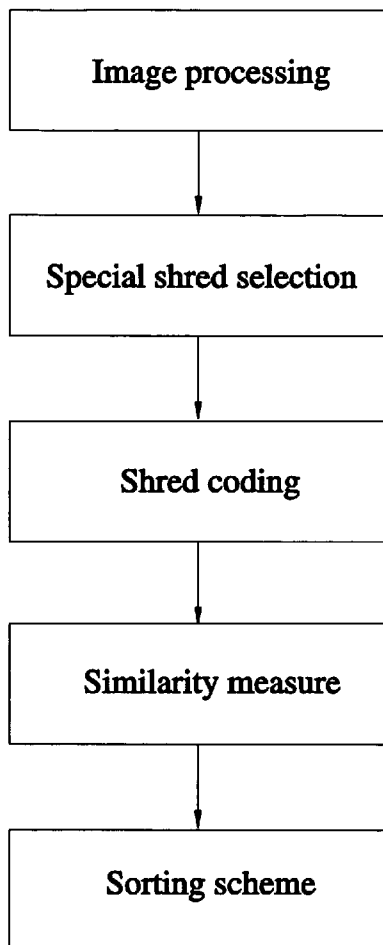 Image processing
Special shred selection
Shred coding
Similarity measure
Sorting scheme